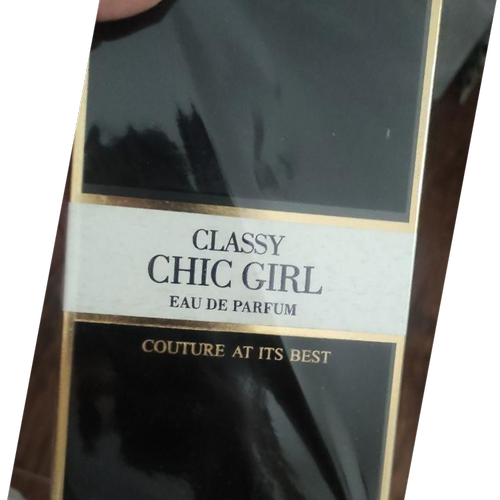 CLASSY
CHIC GIRL
EAU DE PARFUM
COUTURE AT ITS BEST